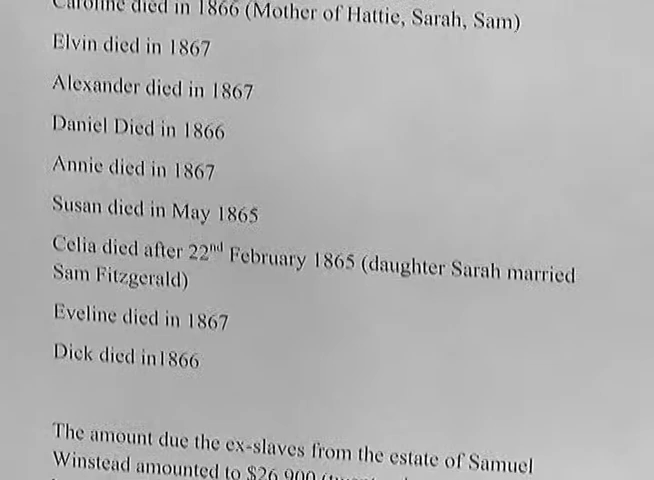 Caroline died in 1866 (Mother of Hattie, Sarah, Sam)
Elvin died in 1867
Alexander died in 1867
Daniel Died in 1866
Annie died in 1867
Susan died in May 1865
Celia died after 22nd February 1865 (daughter Sarah married
Sam Fitzgerald)
Eveline died in 1867
Dick died in1866
The amount due the ex-slaves from the estate of Samuel
Winstead amounted to $26,900